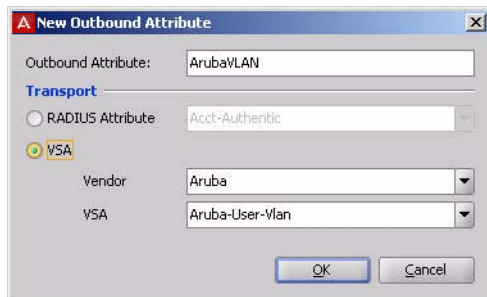 New Outbound Attribute
Outbound Attribute: ArubaVLAN
Transport
RADIUS Attribute Acct-Authentic
VSA
Vendor Aruba
VSA Aruba-User-Vlan
OK Cancel